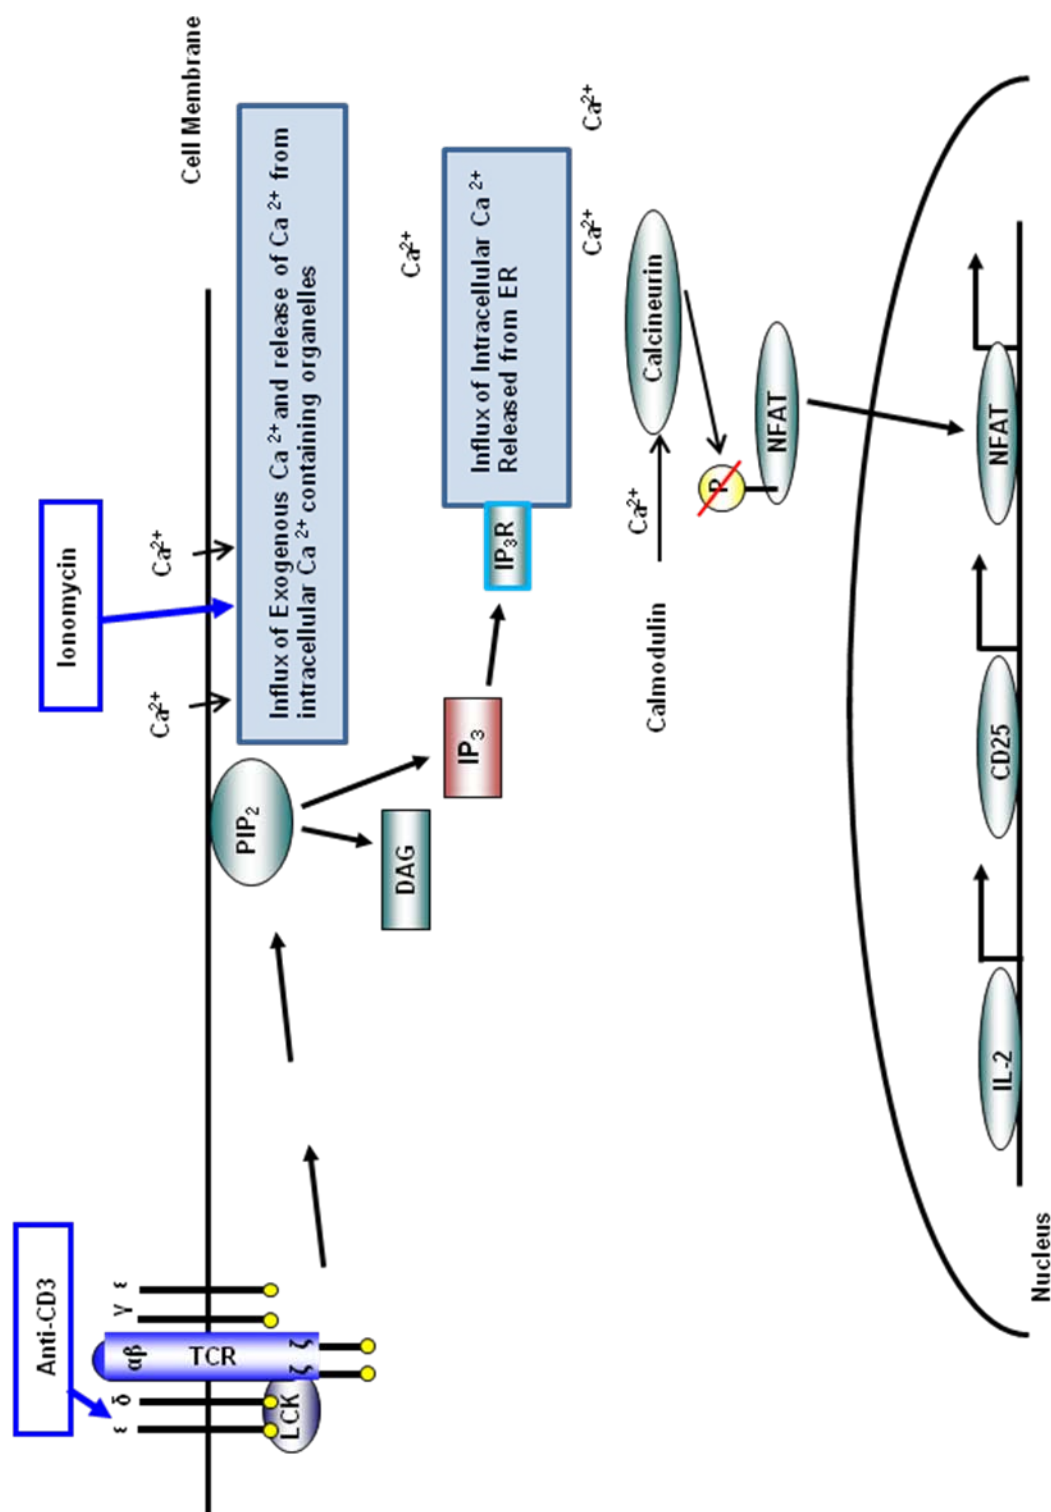 Anti-CD3
Ionomycin
Cell Membrane
ε
δ
αβ
γ
ε
TCR
ζ
ζ
LCK
Ca²⁺
Ca²⁺
PIP₂
Influx of Exogenous Ca ²⁺ and release of Ca ²⁺ from
intracellular Ca ²⁺ containing organelles
DAG
IP₃
IP₃R
Ca²⁺
Influx of Intracellular Ca ²⁺
Released from ER
Ca²⁺
Ca²⁺
Calmodulin
Ca²⁺
Calcineurin
P
NFAT
IL-2
CD25
NFAT
Nucleus